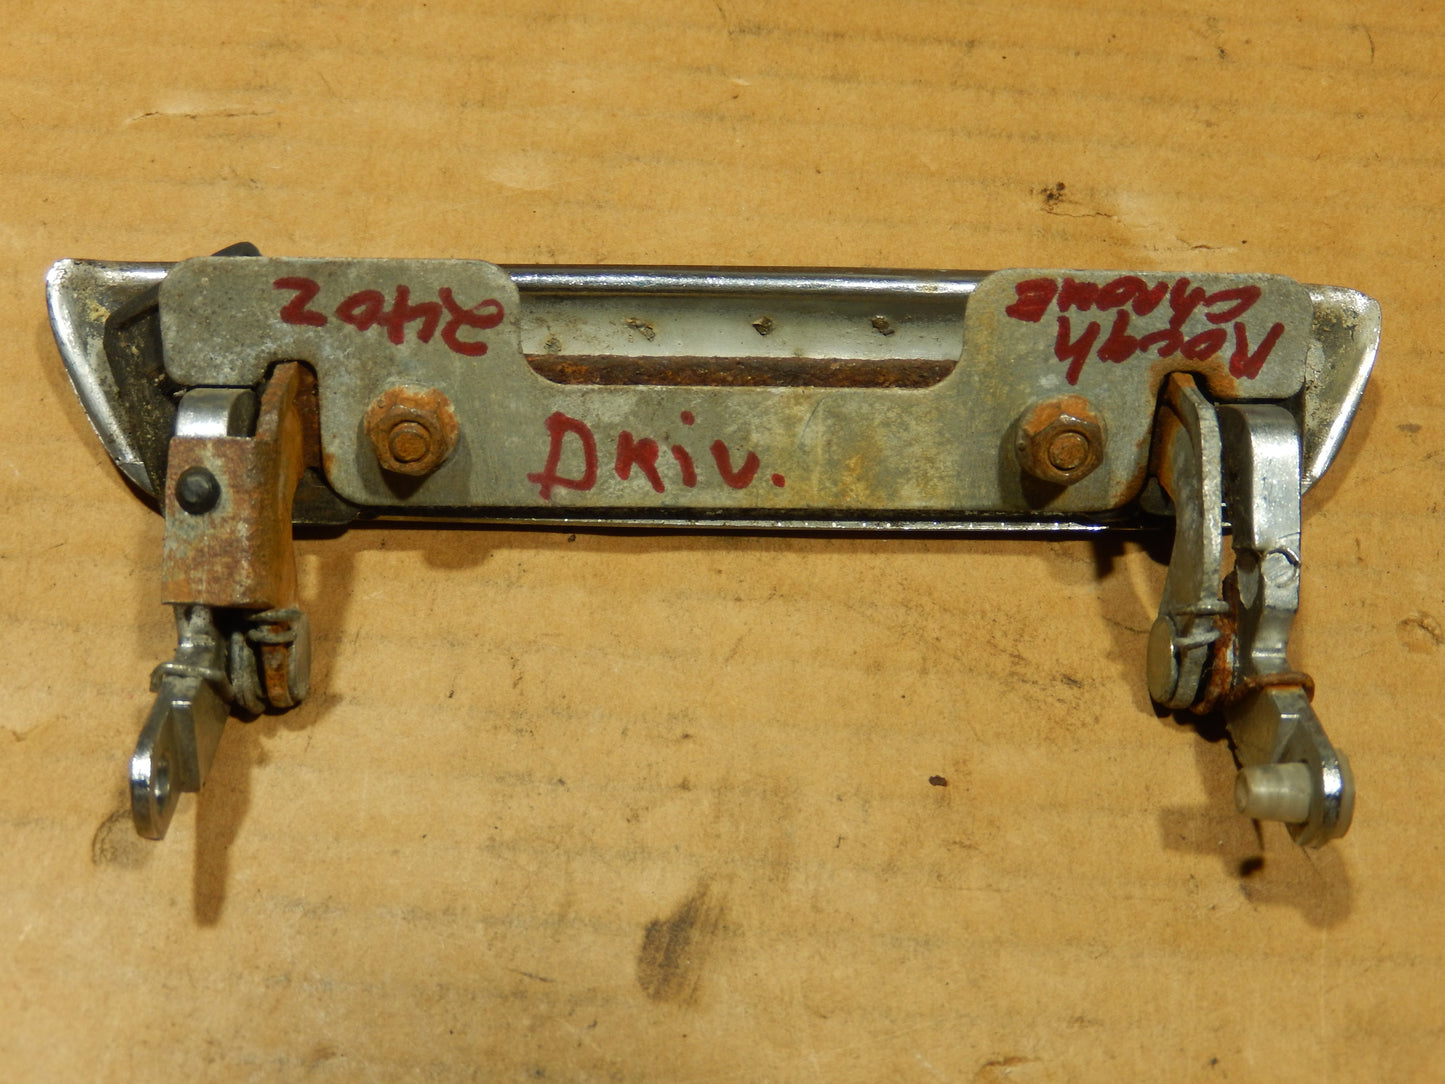 240Z
Rough
Chrome
Driv.